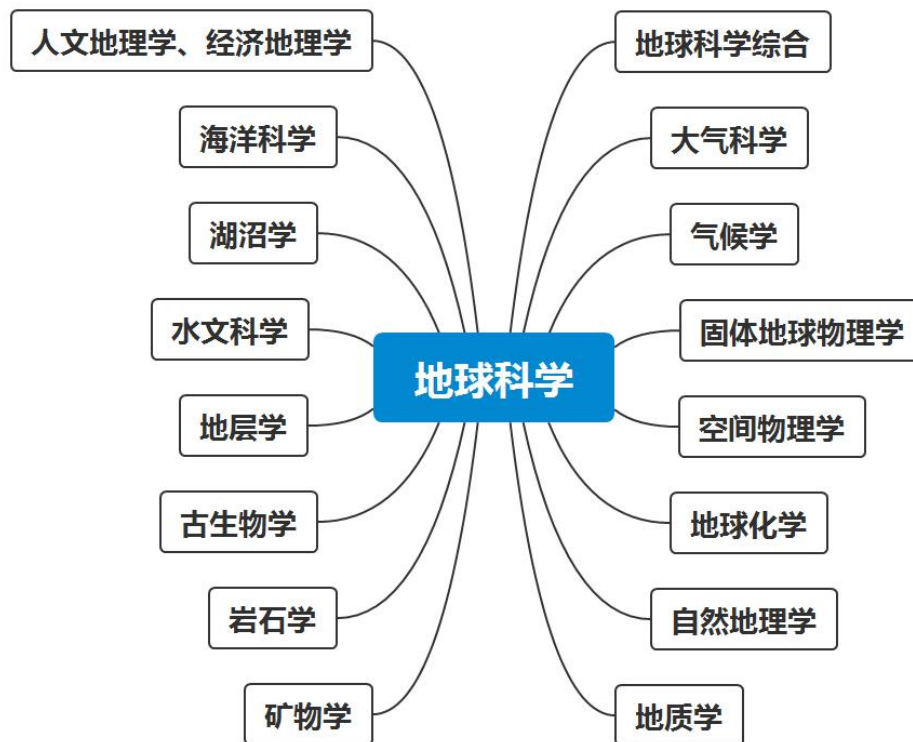 人文地理学、经济地理学
海洋科学
湖沼学
水文科学
地层学
古生物学
岩石学
矿物学
地球科学
地球科学综合
大气科学
气候学
固体地球物理学
空间物理学
地球化学
自然地理学
地质学